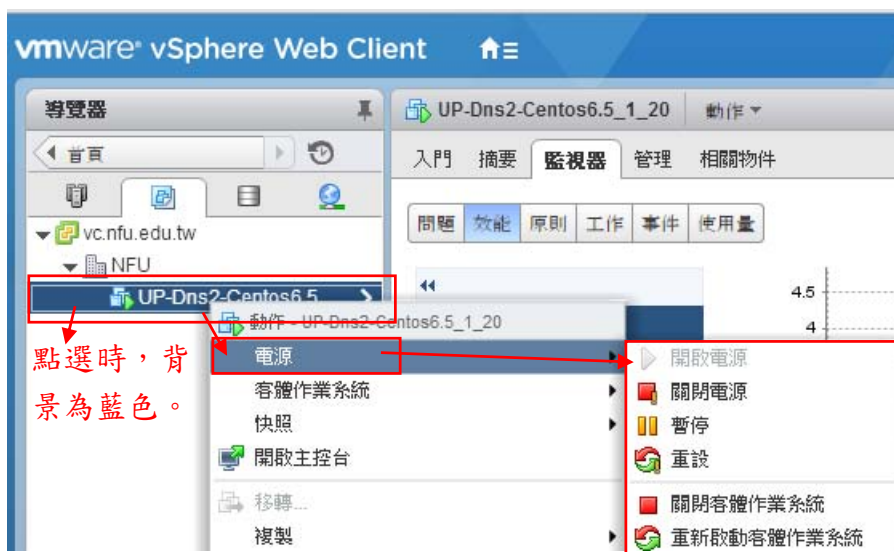 vmware® vSphere Web Client
導覽器
UP-Dns2-Centos6.5_1_20 動作
首頁
入門 摘要 監視器 管理 相關物件
vc.nfu.edu.tw
問題 效能 原則 工作 事件 使用量
NFU
UP-Dns2-Centos6.5
4.5
動作 - UP-Dns2-Centos6.5_1_20
4
點選時，背
景為藍色。
電源
客體作業系統
快照
開啟主控台
移轉...
複製
開啟電源
關閉電源
暫停
重設
關閉客體作業系統
重新啟動客體作業系統